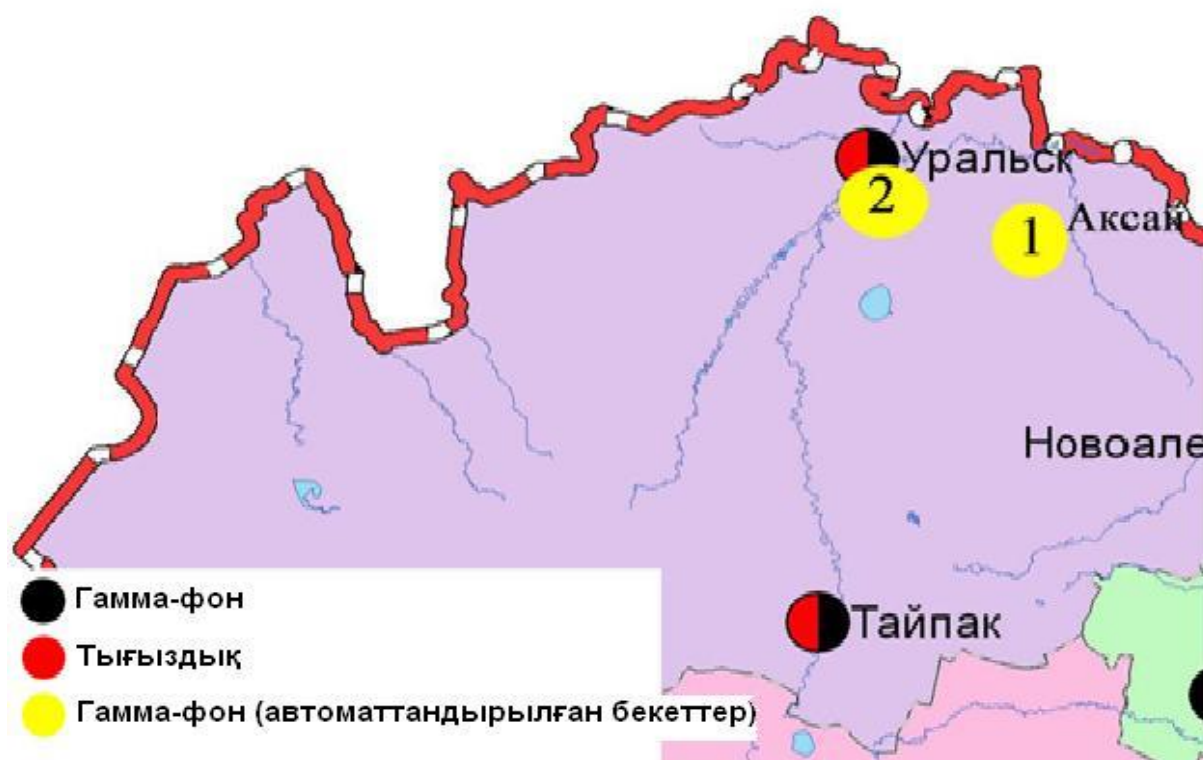 Уральск
2
Аксай
1
Новоале
Тайпак
Гамма-фон
Тығыздық
Гамма-фон (автоматтандырылған бекеттер)